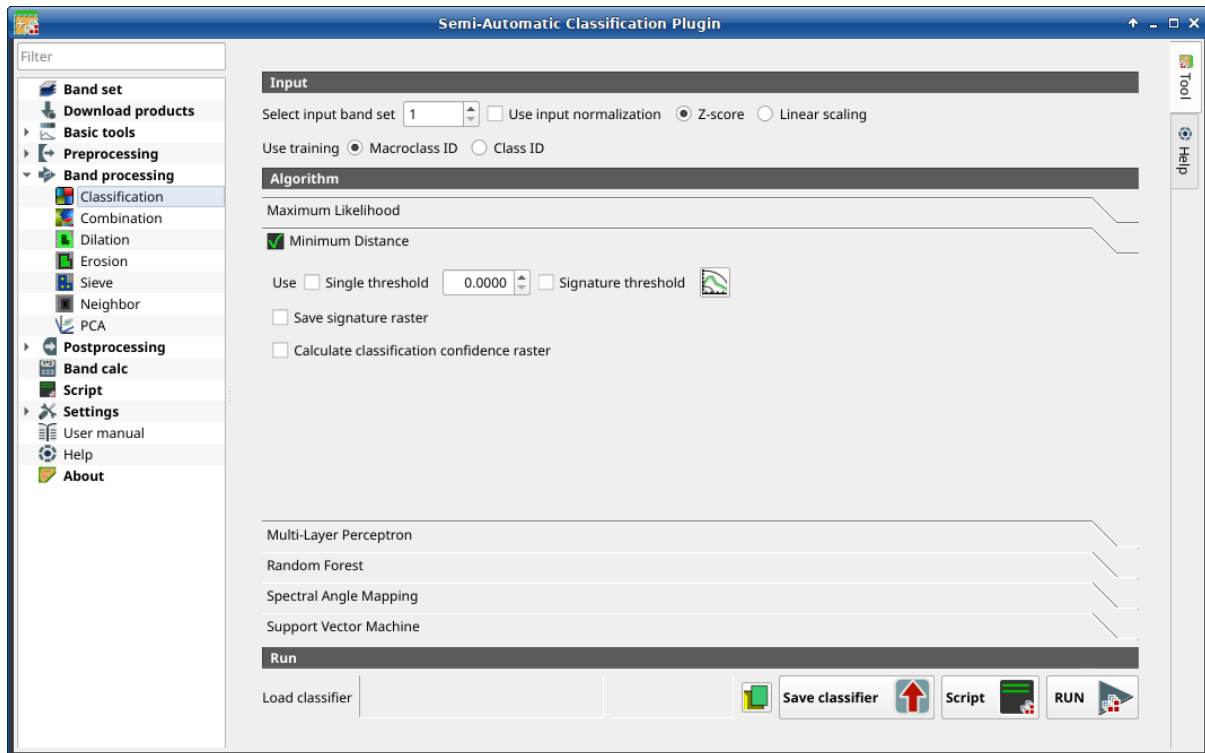 Semi-Automatic Classification Plugin
Filter
Band set
Download products
Basic tools
Preprocessing
Band processing
Classification
Combination
Dilation
Erosion
Sieve
Neighbor
PCA
Postprocessing
Band calc
Script
Settings
User manual
Help
About
Input
Select input band set 1 Use input normalization Z-score Linear scaling
Use training Macroclass ID Class ID
Algorithm
Maximum Likelihood
Minimum Distance
Use Single threshold 0.0000 Signature threshold
Save signature raster
Calculate classification confidence raster
Multi-Layer Perceptron
Random Forest
Spectral Angle Mapping
Support Vector Machine
Run
Load classifier Save classifier Script RUN
Tool
Help